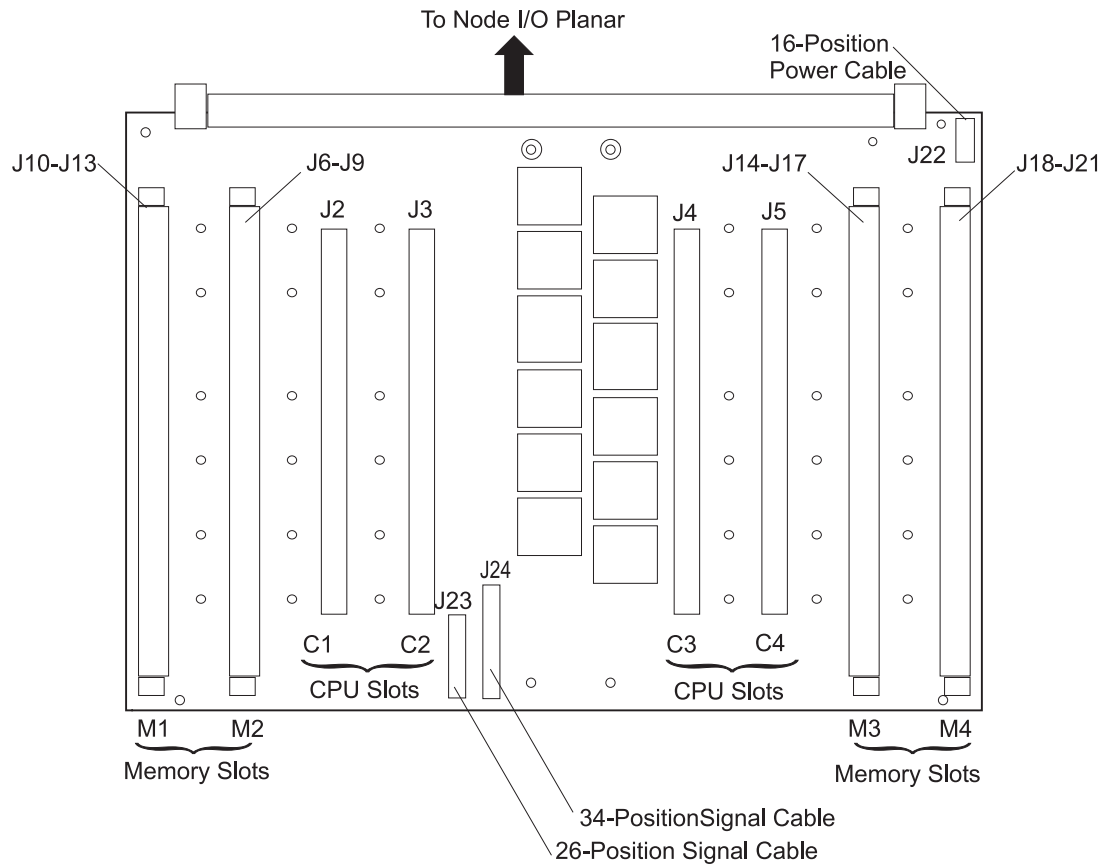 To Node I/O Planar
16-Position
Power Cable
J10-J13
J6-J9
J14-J17
J22
J18-J21
J2
J3
J4
J5
J24
J23
C1
C2
C3
C4
CPU Slots
CPU Slots
M1
M2
M3
M4
Memory Slots
Memory Slots
34-PositionSignal Cable
26-Position Signal Cable